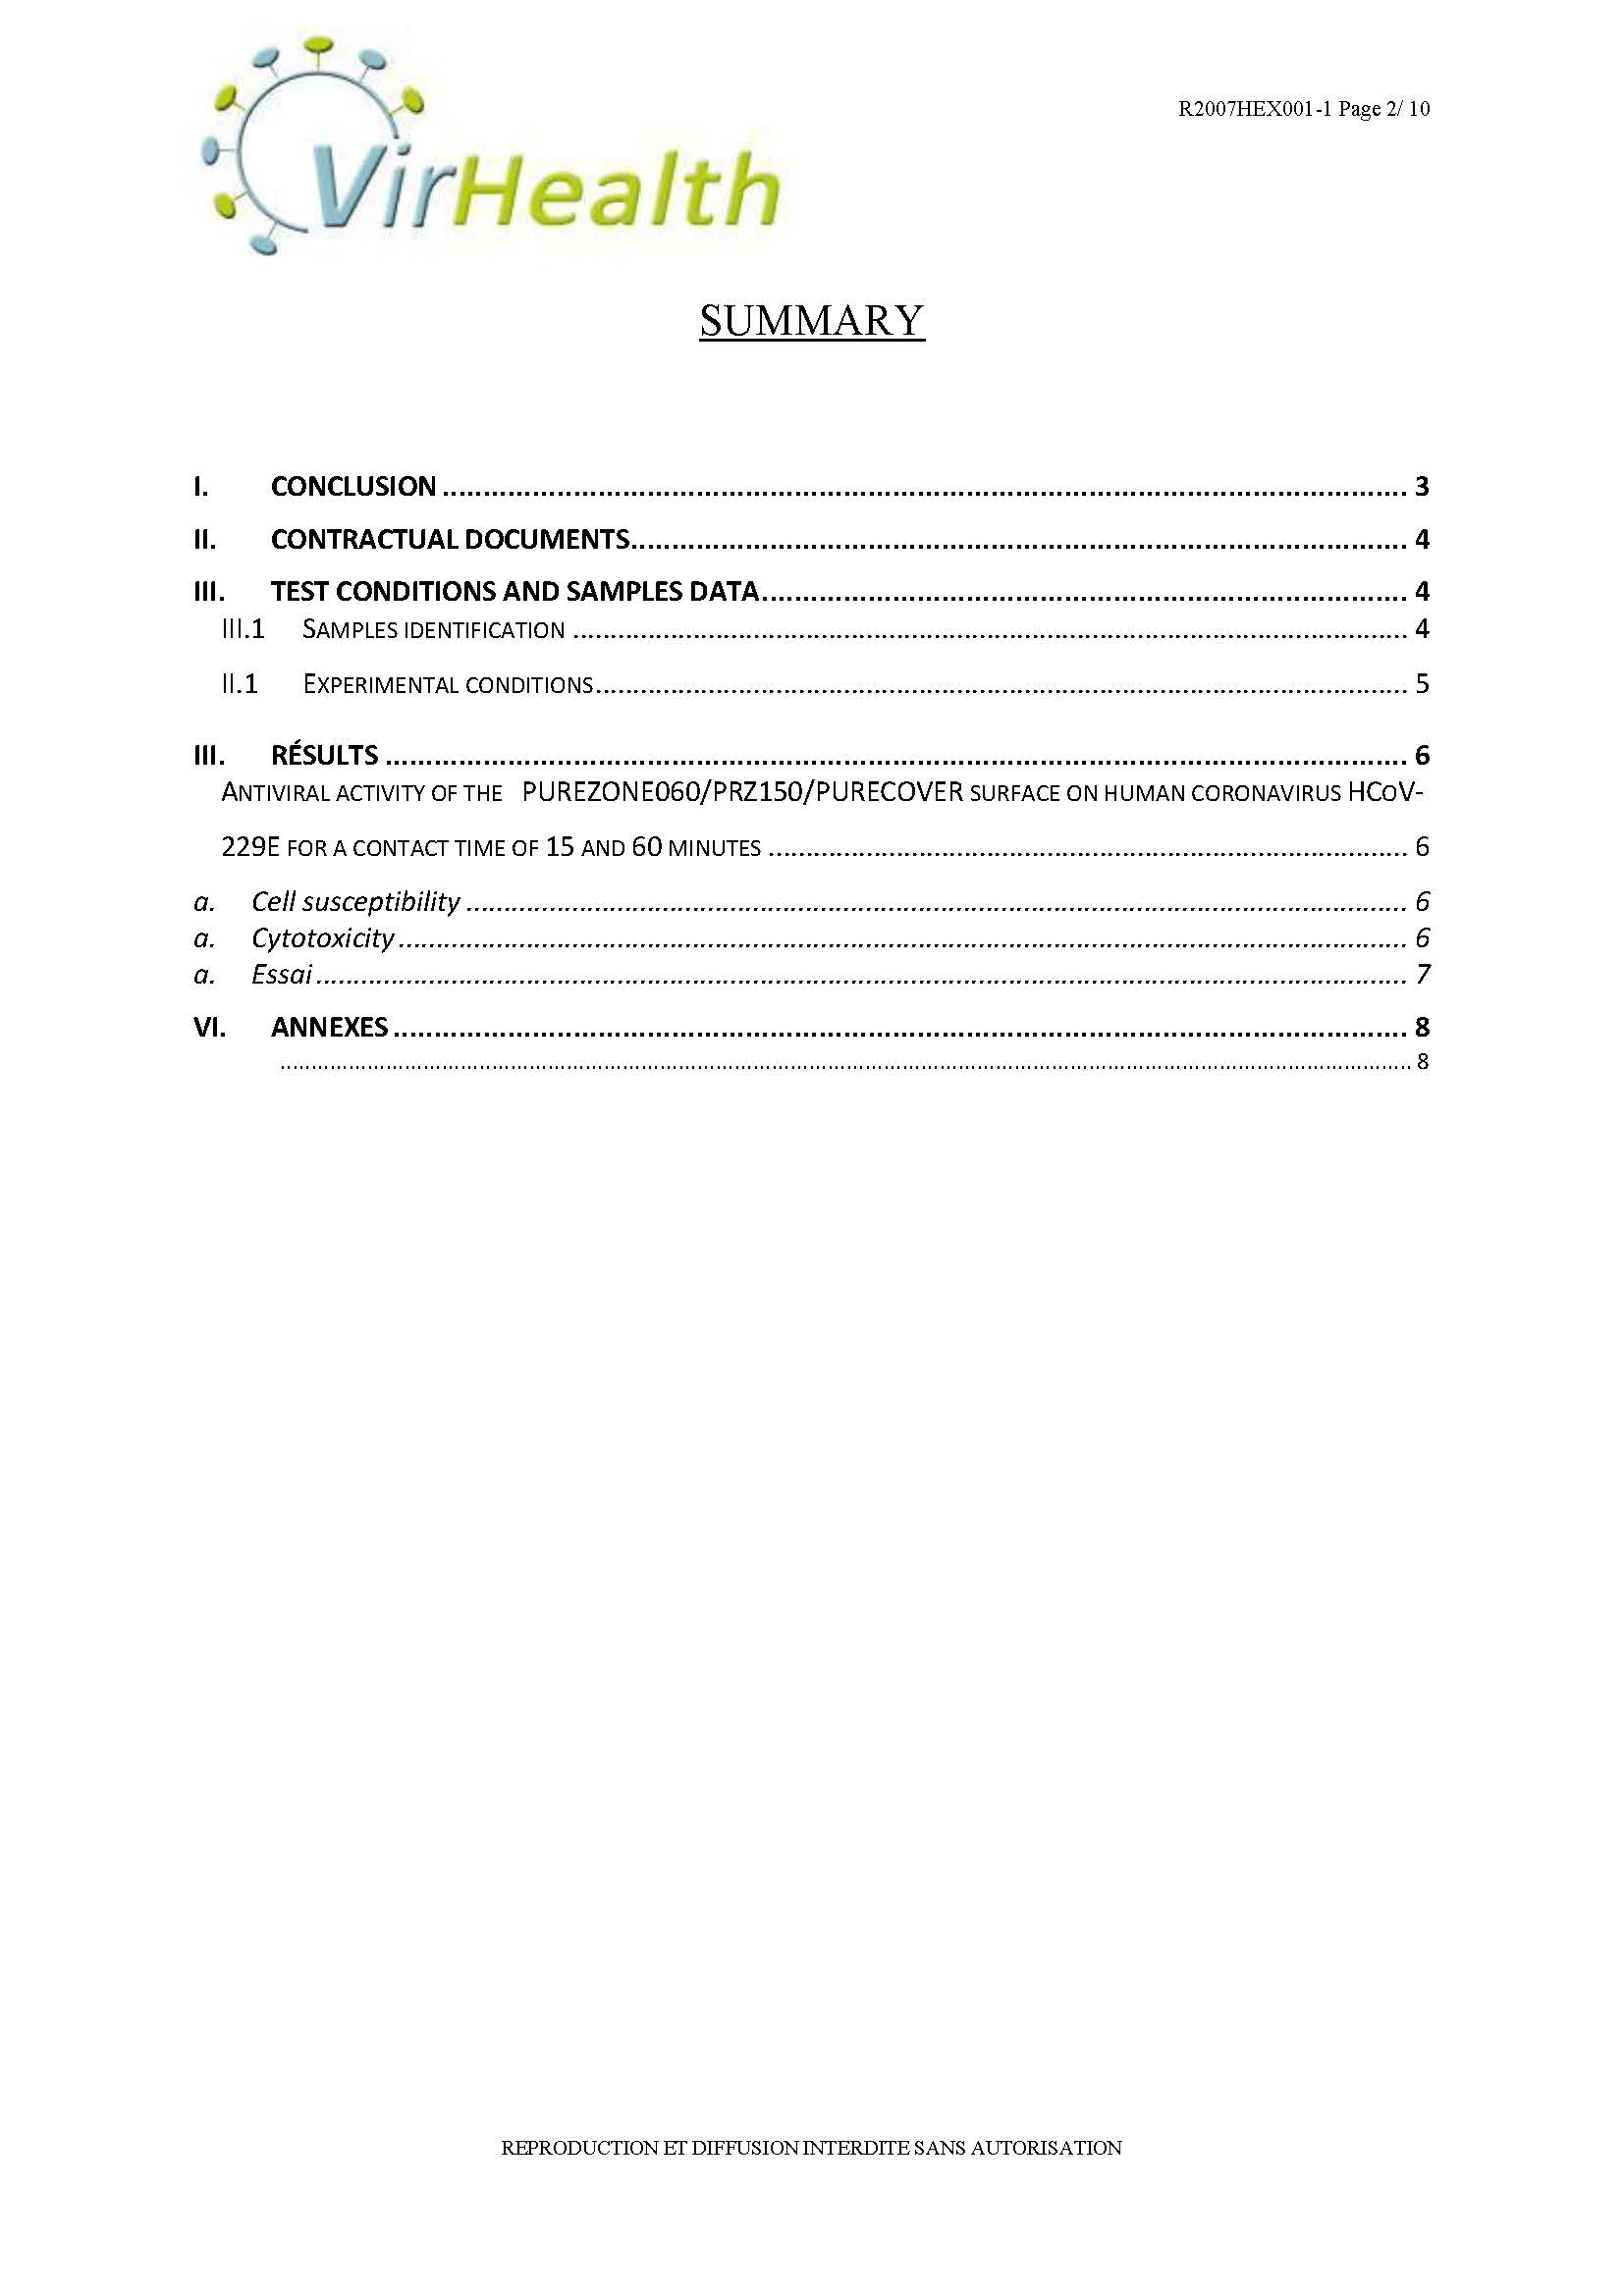 VirHealth
R2007HEX001-1 Page 2/ 10
SUMMARY
I. CONCLUSION ........................................................................................................................ 3
II. CONTRACTUAL DOCUMENTS................................................................................................ 4
III. TEST CONDITIONS AND SAMPLES DATA................................................................................ 4
III.1 SAMPLES IDENTIFICATION ................................................................................................ 4
II.1 EXPERIMENTAL CONDITIONS............................................................................................. 5
III. RÉSULTS ............................................................................................................................. 6
ANTIVIRAL ACTIVITY OF THE PUREZONE060/PRZ150/PURECOVER SURFACE ON HUMAN CORONAVIRUS HCOV-
229E FOR A CONTACT TIME OF 15 AND 60 MINUTES ..................................................................... 6
a. Cell susceptibility ................................................................................................................ 6
a. Cytotoxicity......................................................................................................................... 6
a. Essai................................................................................................................................... 7
VI. ANNEXES ............................................................................................................................ 8
.................................................................................................................................... 8
REPRODUCTION ET DIFFUSION INTERDITE SANS AUTORISATION